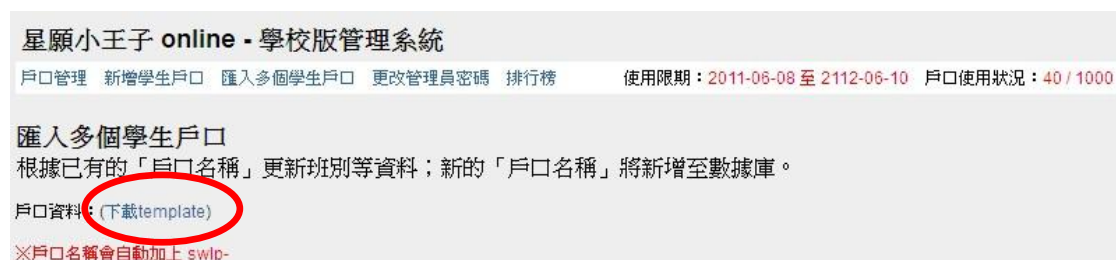 星願小王子 online - 學校版管理系統
戶口管理 新增學生戶口 匯入多個學生戶口 更改管理員密碼 排行榜 使用限期：2011-06-08 至 2112-06-10 戶口使用狀況：40 / 1000
匯入多個學生戶口
根據已有的「戶口名稱」更新班別等資料；新的「戶口名稱」將新增至數據庫。
戶口資料：(下載template)
※戶口名稱會自動加上 swlp-